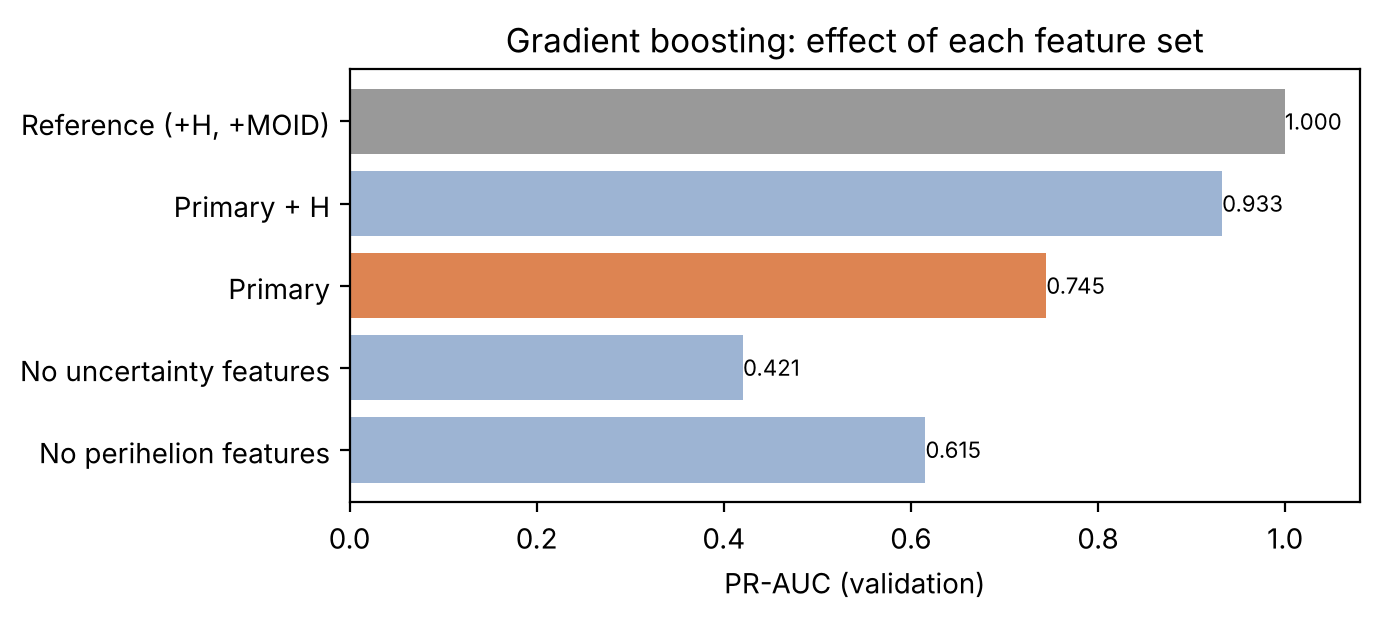 Gradient boosting: effect of each feature set
Reference (+H, +MOID)
1.000
Primary + H
0.933
Primary
0.745
No uncertainty features
0.421
No perihelion features
0.615
0.0 0.2 0.4 0.6 0.8 1.0
PR-AUC (validation)